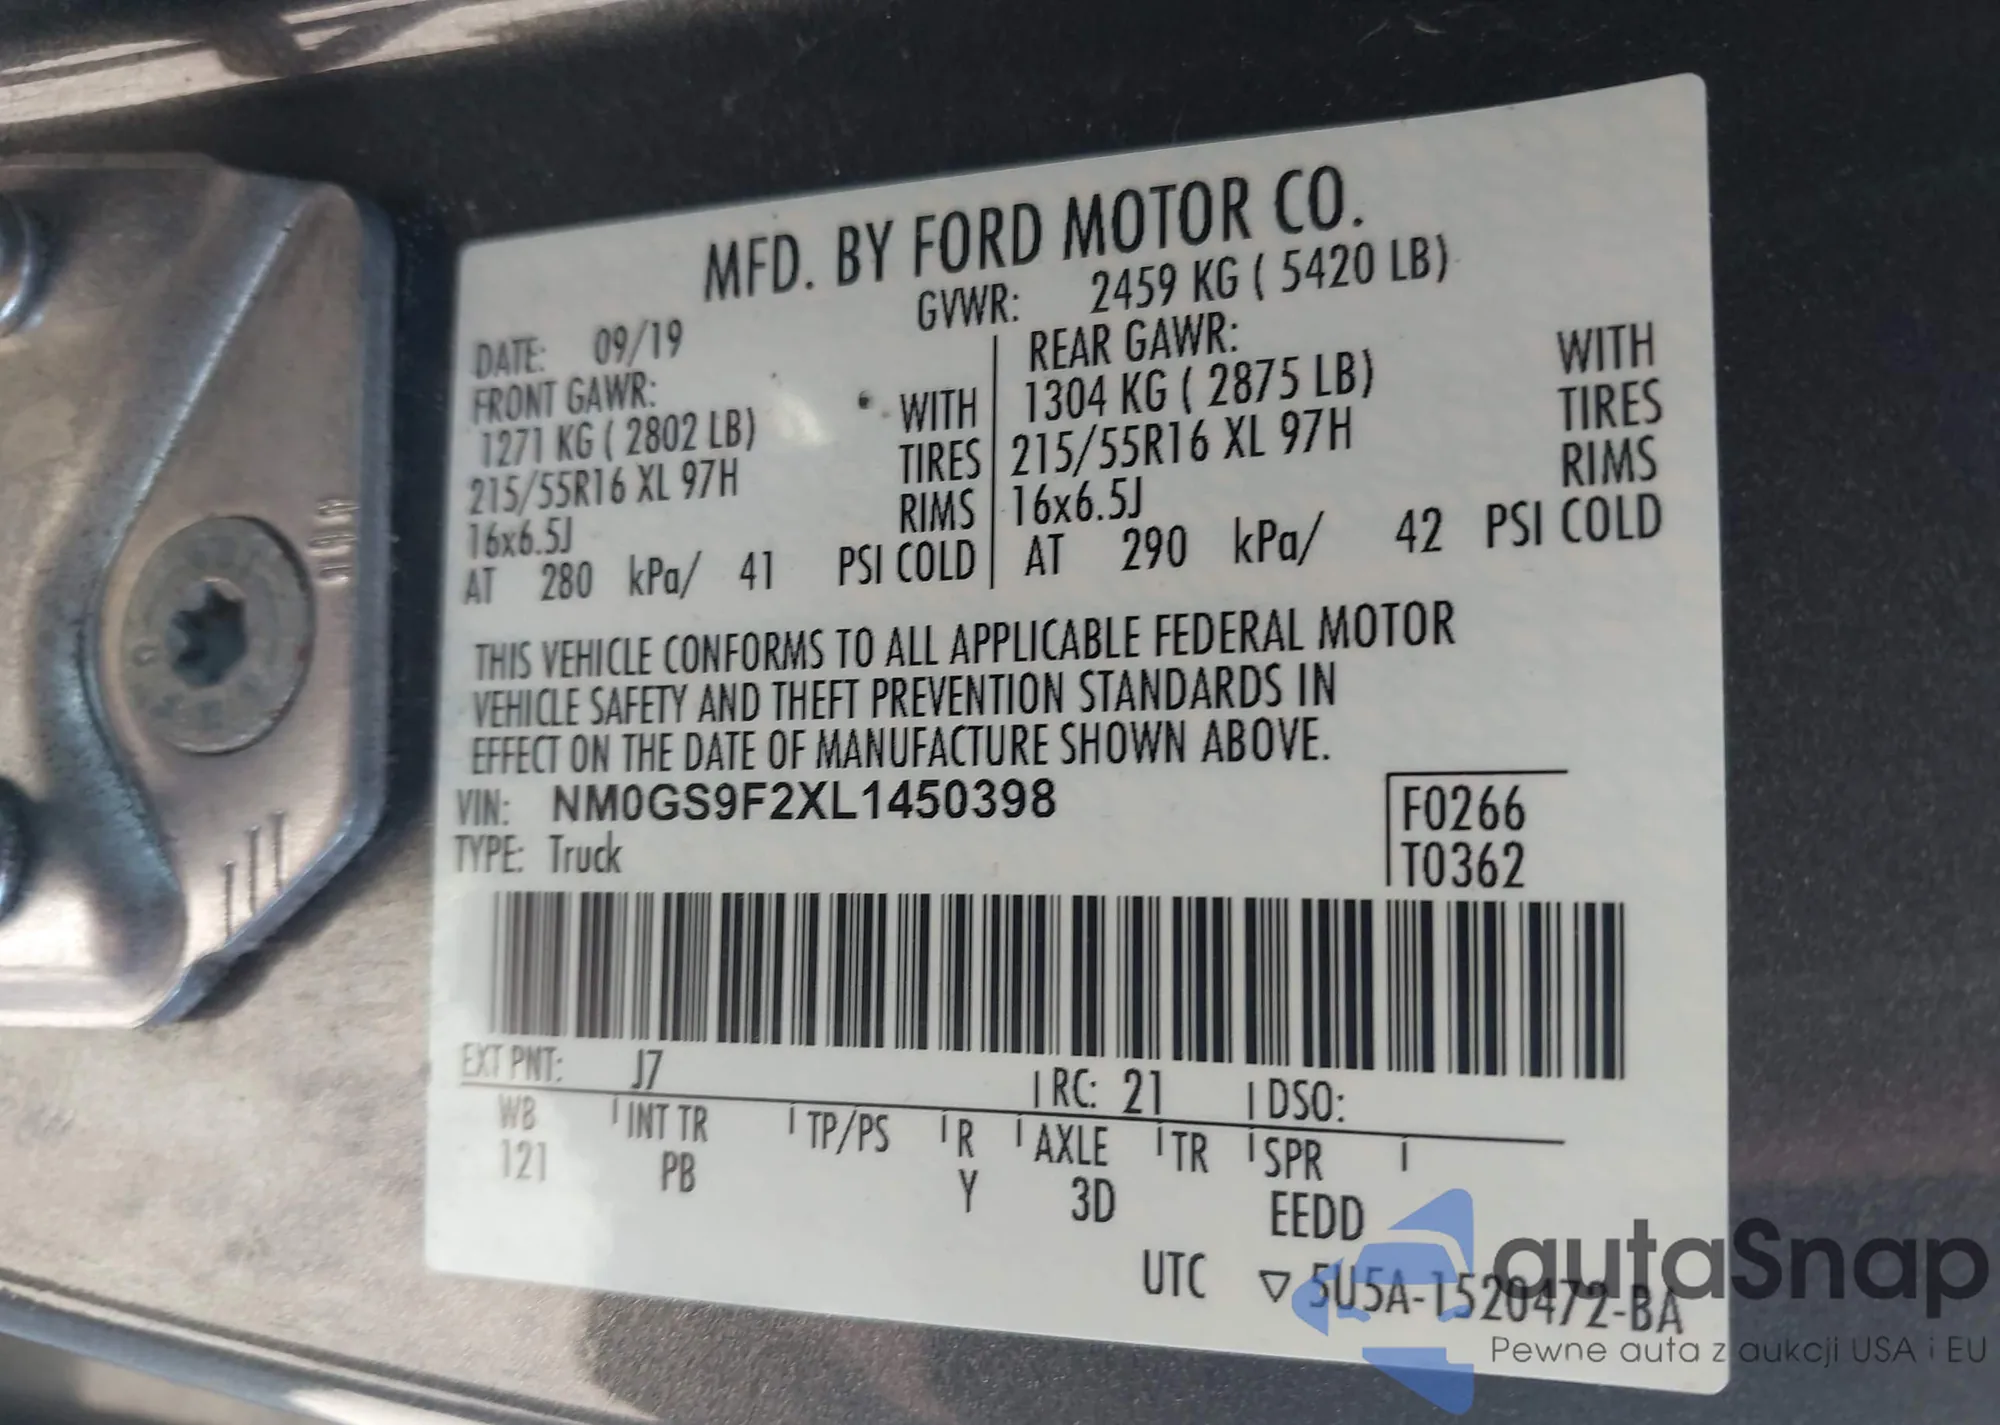 MFD. BY FORD MOTOR CO.
DATE: 09/19 GVWR: 2459 KG ( 5420 LB)
FRONT GAWR: REAR GAWR:
1271 KG ( 2802 LB) WITH 1304 KG ( 2875 LB) WITH
215/55R16 XL 97H TIRES 215/55R16 XL 97H TIRES
16x6.5J RIMS 16x6.5J RIMS
AT 280 kPa/ 41 PSI COLD AT 290 kPa/ 42 PSI COLD
THIS VEHICLE CONFORMS TO ALL APPLICABLE FEDERAL MOTOR
VEHICLE SAFETY AND THEFT PREVENTION STANDARDS IN
EFFECT ON THE DATE OF MANUFACTURE SHOWN ABOVE.
VIN: NM0GS9F2XL1450398 F0266
TYPE: Truck T0362
EXT PNT: J7 RC: 21 DSO:
WB INT TR TP/PS R AXLE TR SPR
121 PB Y 3D EEDD
UTC ▽ 5U5A-1520472-BA
autaSnap
Pewne auta z aukcji USA i EU